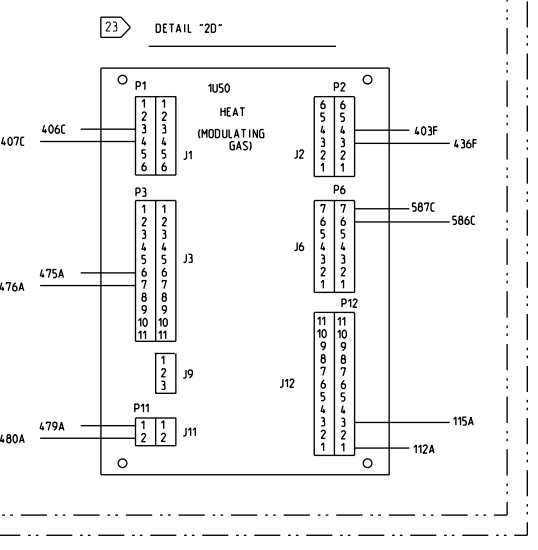 23 DETAIL "2D"
P1 1U50 P2
HEAT
(MODULATING
GAS)
1 1
2 2
3 3
4 4
5 5
6 6
J1
406C
407C
6 6
5 5
4 4
3 3
2 2
1 1
J2
403F
436F
P3
1 1
2 2
3 3
4 4
5 5
6 6
7 7
8 8
9 9
10 10
11 11
J3
475A
476A
P6
7 7
6 6
5 5
4 4
3 3
2 2
1 1
J6
587C
586C
1
2
3
J9
P12
11 11
10 10
9 9
8 8
7 7
6 6
5 5
4 4
3 3
2 2
1 1
J12
115A
112A
P11
1 1
2 2
J11
479A
480A